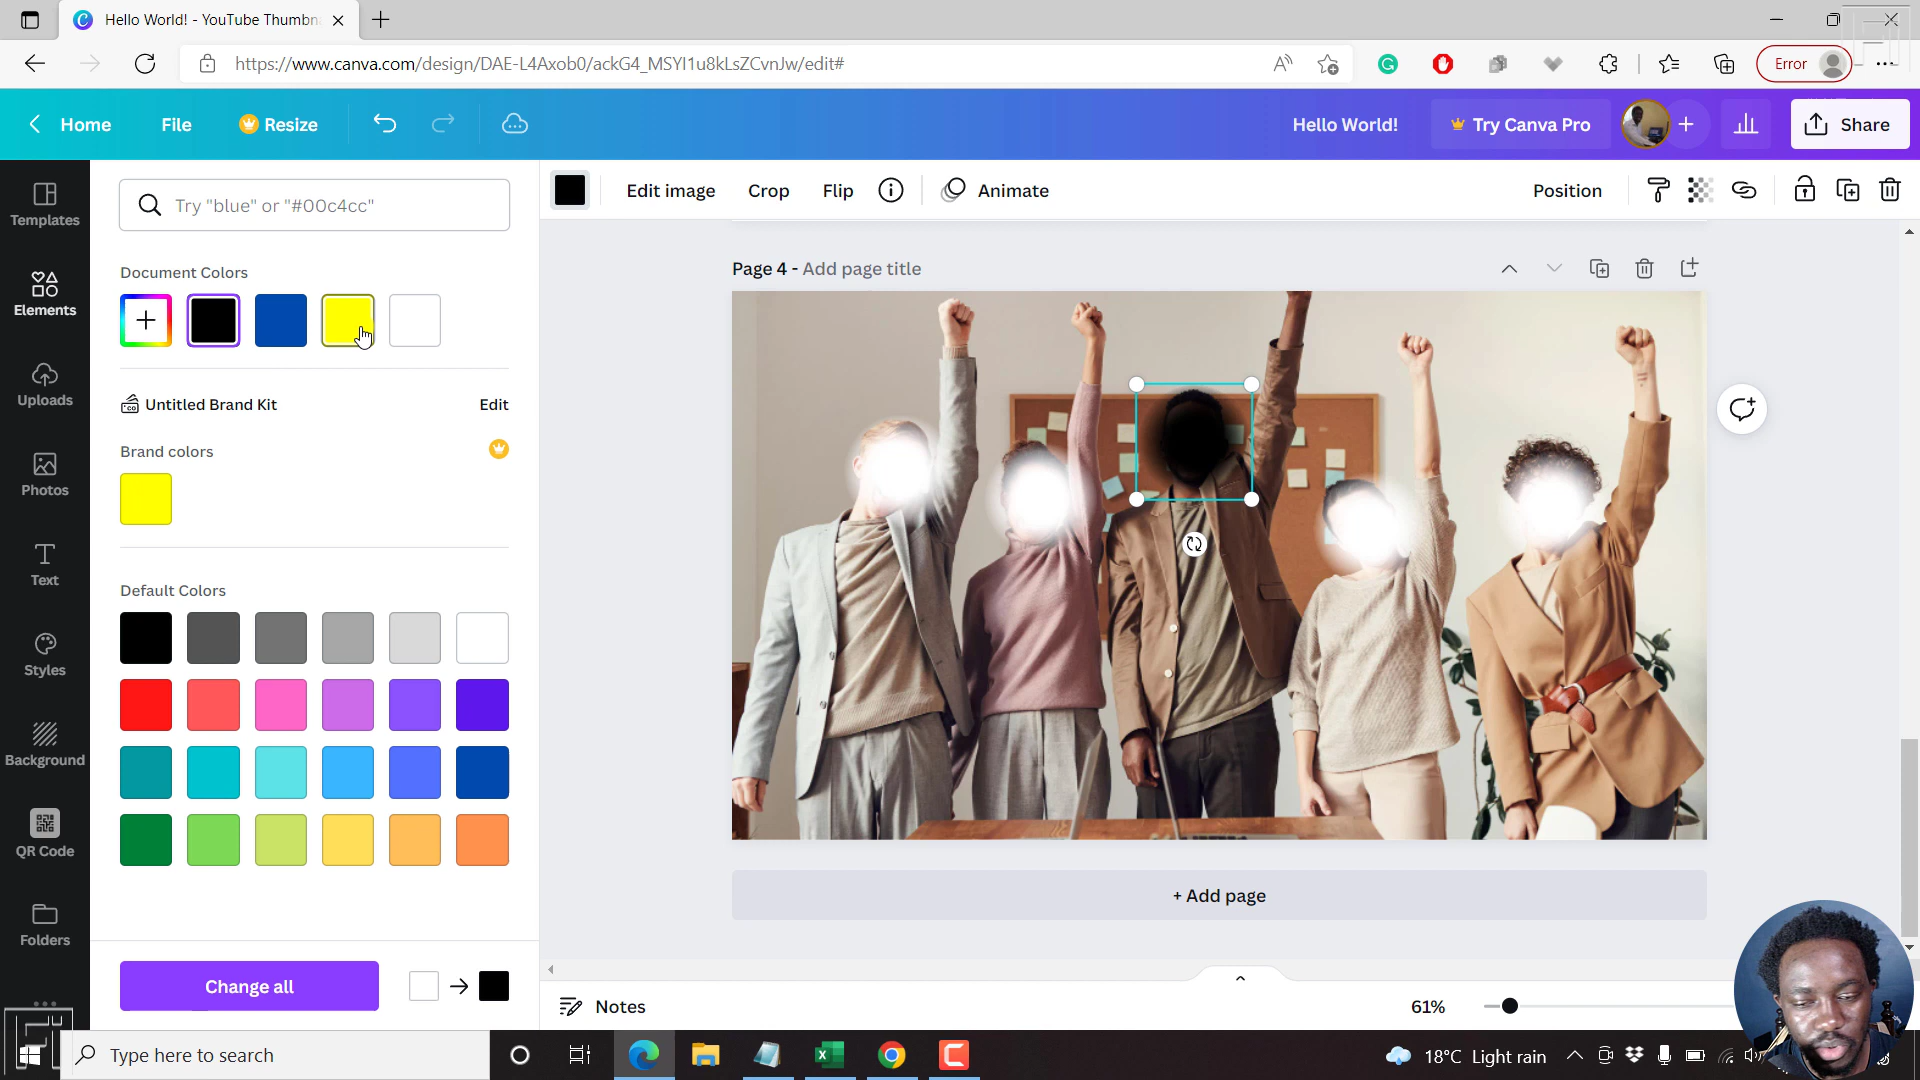 Hello World! - YouTube Thumbn
https://www.canva.com/design/DAE-L4Axob0/ackG4_MSYI1u8kLsZCvnJw/edit#
Error
Home
File
Resize
Hello World!
Try Canva Pro
Share
Templates
Elements
Uploads
Photos
Text
Styles
Background
QR Code
Folders
Try "blue" or "#00c4cc"
Document Colors
Untitled Brand Kit
Edit
Brand colors
Default Colors
Change all
Edit image
Crop
Flip
Animate
Position
Page 4 - Add page title
+ Add page
Notes
61%
Type here to search
18°C Light rain